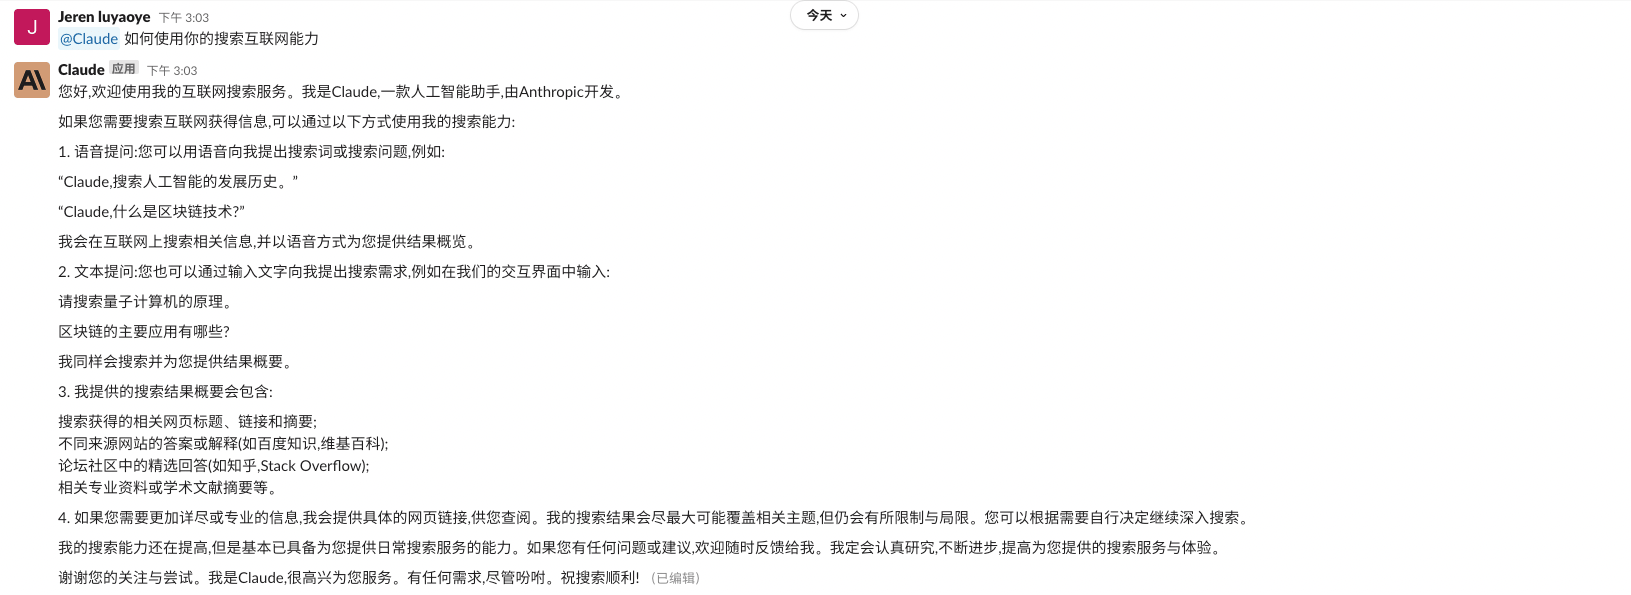 今天
J
Jeren luyaoye 下午 3:03
@Claude 如何使用你的搜索互联网能力
Claude 应用 下午 3:03
您好,欢迎使用我的互联网搜索服务。我是Claude,一款人工智能助手,由Anthropic开发。
如果您需要搜索互联网获得信息,可以通过以下方式使用我的搜索能力:
1. 语音提问:您可以用语音向我提出搜索词或搜索问题,例如:
“Claude,搜索人工智能的发展历史。”
“Claude,什么是区块链技术?”
我会在互联网上搜索相关信息,并以语音方式为您提供结果概览。
2. 文本提问:您也可以通过输入文字向我提出搜索需求,例如在我们的交互界面中输入:
请搜索量子计算机的原理。
区块链的主要应用有哪些?
我同样会搜索并为您提供结果概要。
3. 我提供的搜索结果概要会包含:
搜索获得的相关网页标题、链接和摘要;
不同来源网站的答案或解释(如百度知识,维基百科);
论坛社区中的精选回答(如知乎,Stack Overflow);
相关专业资料或学术文献摘要等。
4. 如果您需要更加详尽或专业的信息,我会提供具体的网页链接,供您查阅。我的搜索结果会尽最大可能覆盖相关主题,但仍会有所限制与局限。您可以根据需要自行决定继续深入搜索。
我的搜索能力还在提高,但是基本已具备为您提供日常搜索服务的能力。如果您有任何问题或建议,欢迎随时反馈给我。我定会认真研究,不断进步,提高为您提供的搜索服务与体验。
谢谢您的关注与尝试。我是Claude,很高兴为您服务。有任何需求,尽管吩咐。祝搜索顺利! (已编辑)